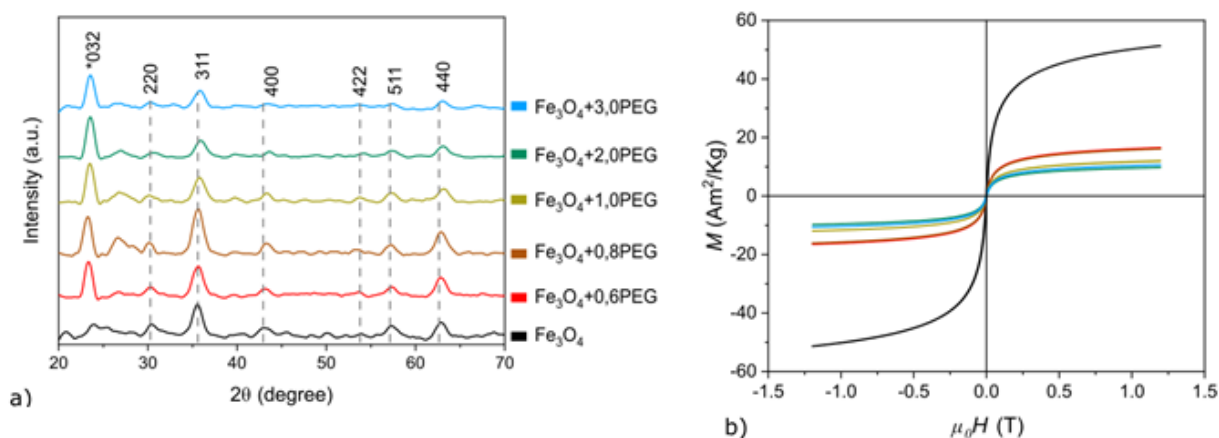 *032
220
311
400
422
511
440
Intensity (a.u.)
Fe₃O₄+3,0PEG
Fe₃O₄+2,0PEG
Fe₃O₄+1,0PEG
Fe₃O₄+0,8PEG
Fe₃O₄+0,6PEG
Fe₃O₄
20 30 40 50 60 70
2θ (degree)
a)
60
40
20
0
-20
-40
-60
M (Am²/Kg)
-1.5 -1.0 -0.5 0.0 0.5 1.0 1.5
μ₀H (T)
b)